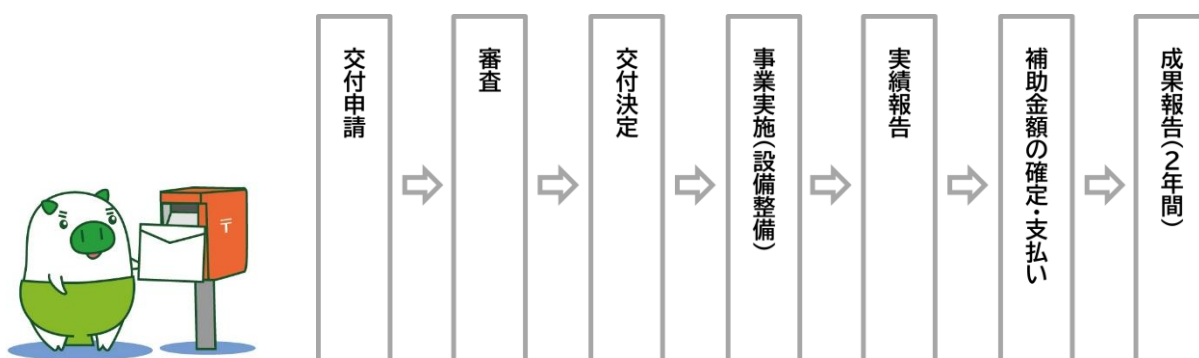 交付申請
審査
交付決定
事業実施(設備整備)
実績報告
補助金額の確定・支払い
成果報告(2年間)
〒